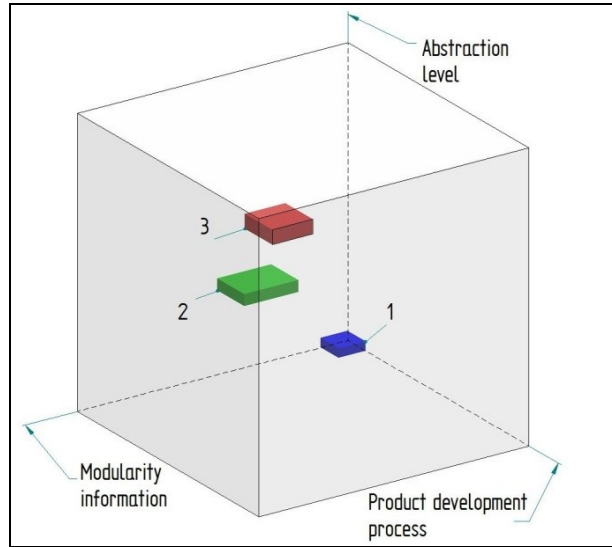 Abstraction
level
3
2
1
Modularity
information
Product development
process